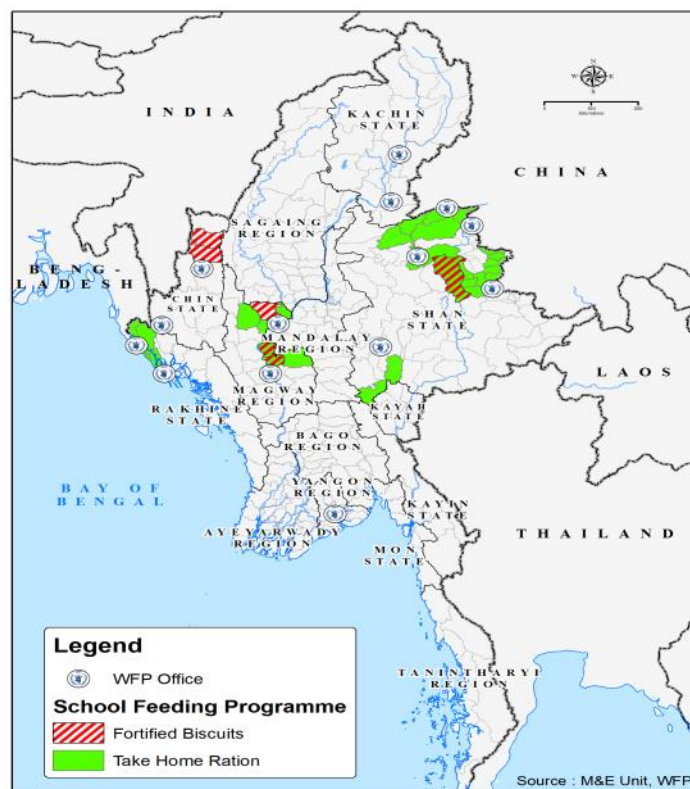 INDIA
KACHIN
STATE
CHINA
SAGAING
REGION
BENG-
LADESH
CHIN
STATE
SHAN
STATE
MANDALAY
REGION
LAOS
MAGWAY
REGION
RAKHINE
STATE
KAYAH
STATE
BAGO
REGION
BAY OF
BENGAL
YANGON
REGION
KAYIN
STATE
AYEYARWADY
REGION
MON
STATE
THAILAND
TANINTHARYI
REGION
Legend
WFP Office
School Feeding Programme
Fortified Biscuits
Take Home Ration
Source : M&E Unit, WFP